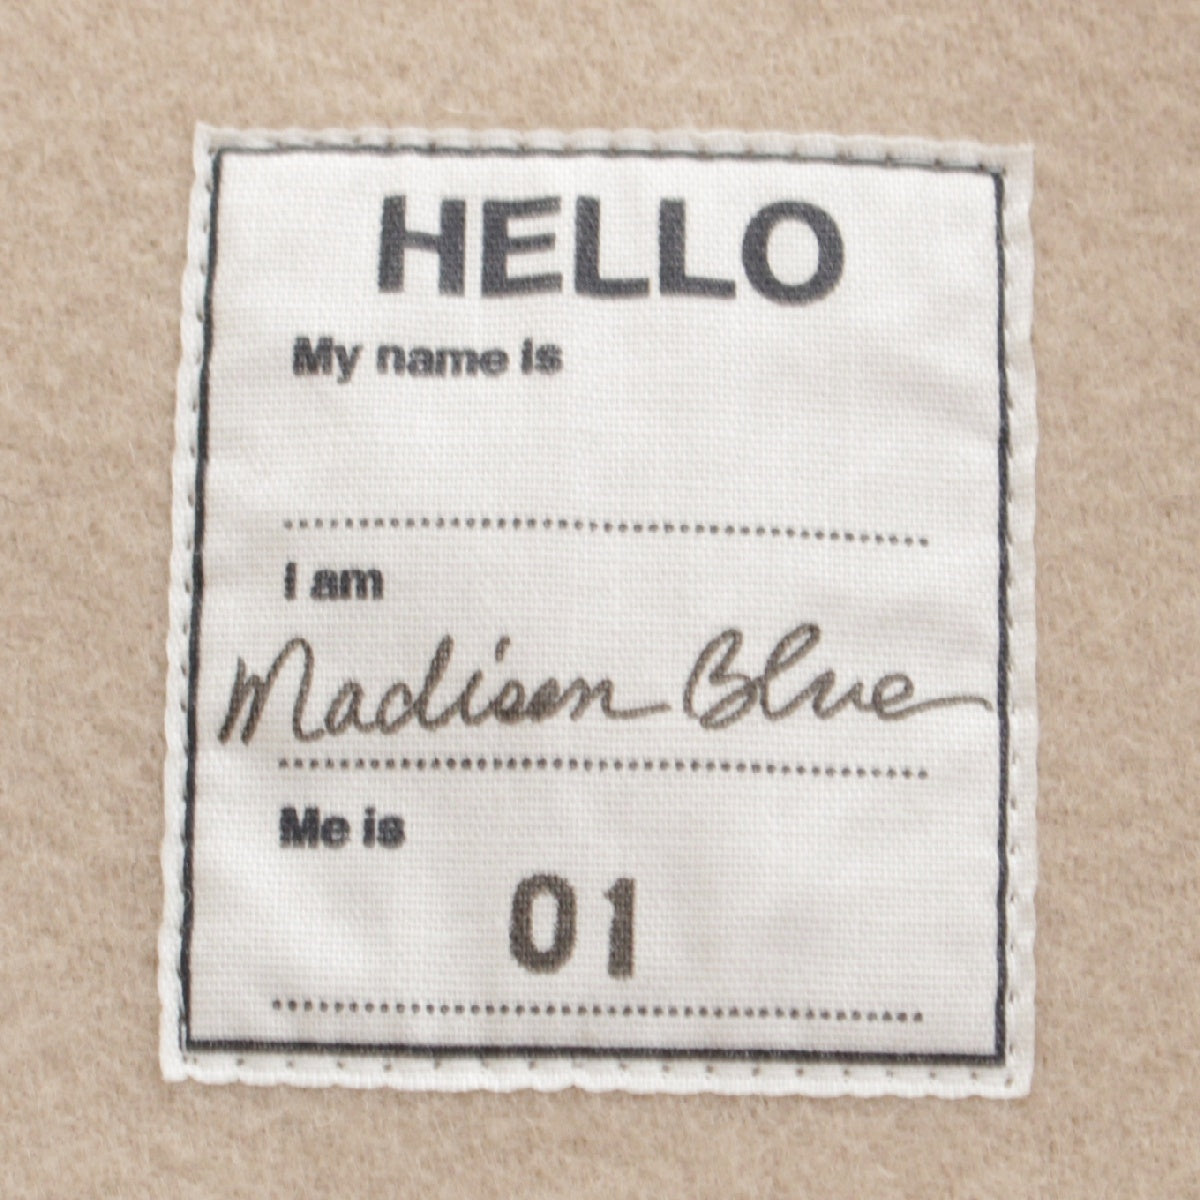 HELLO
My name is
I am
Madison Blue
Me is
01